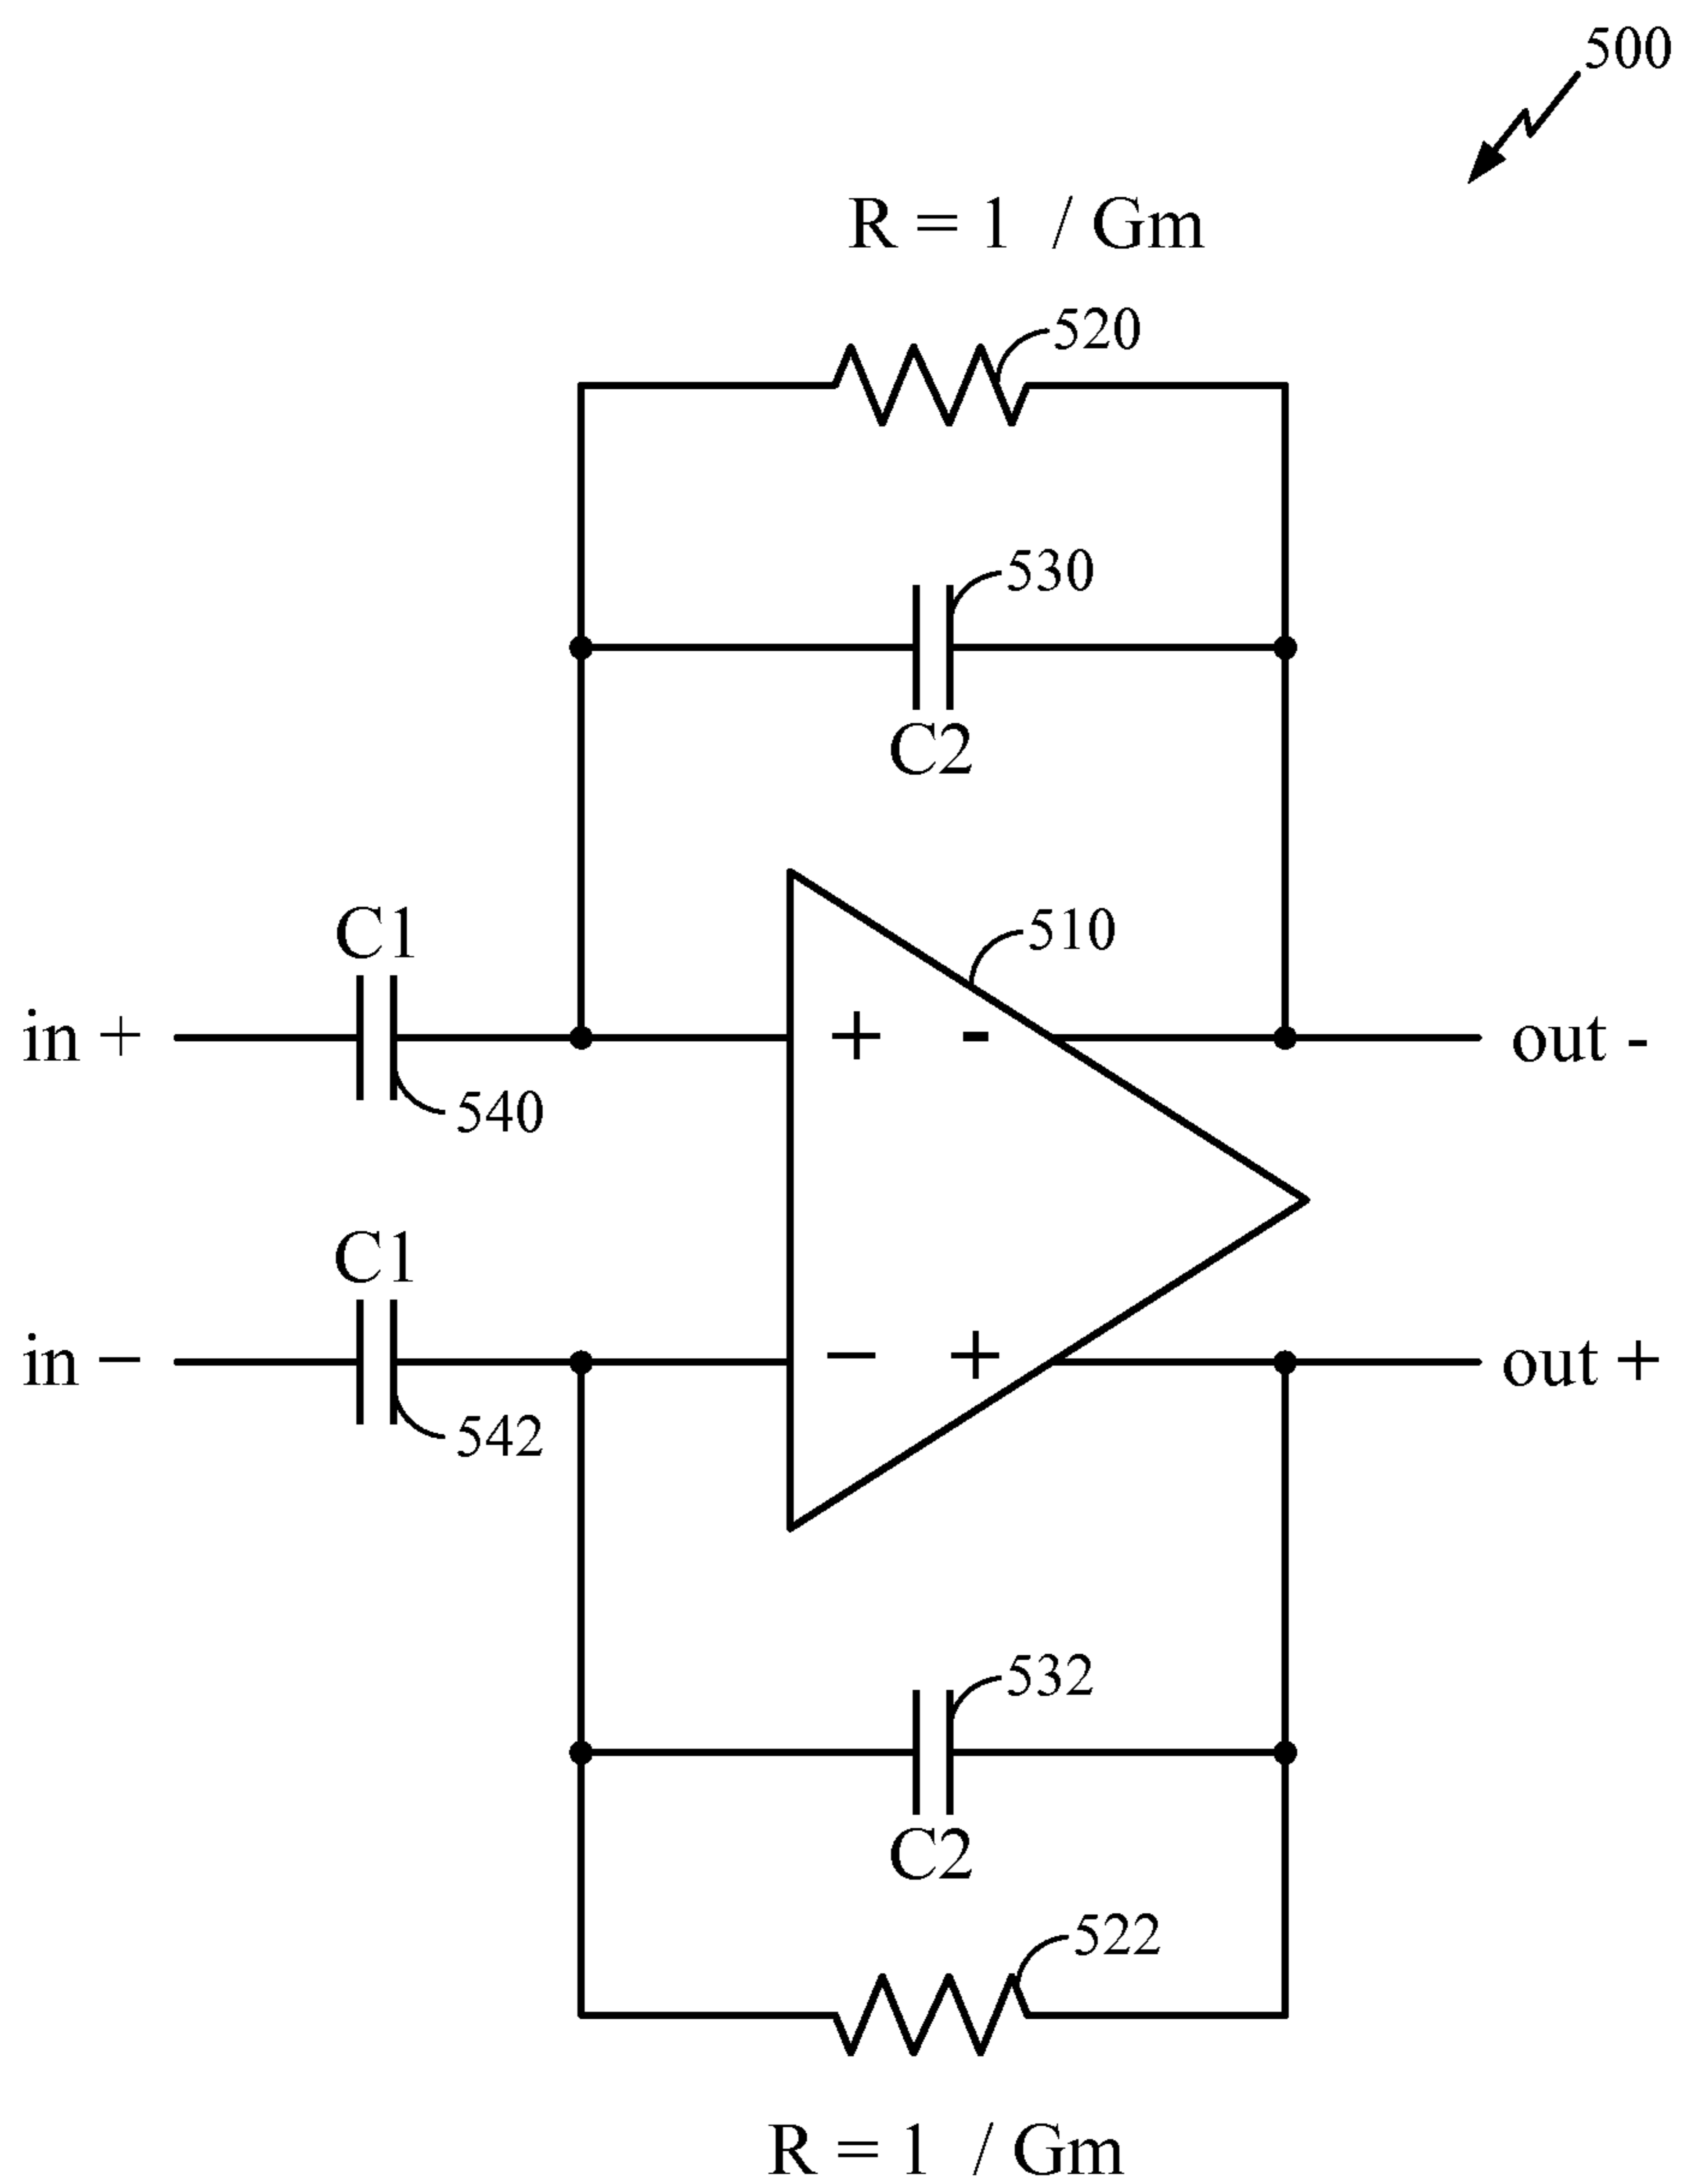 500
R = 1 / Gm
520
530
C2
C1
510
in +
+ -
out -
540
C1
in −
− +
out +
542
532
C2
522
R = 1 / Gm